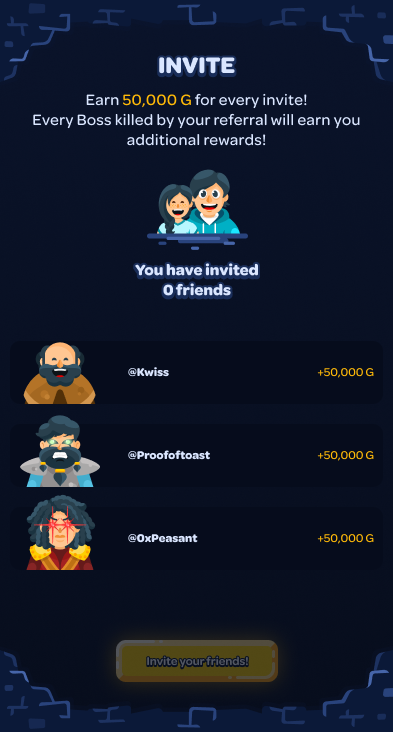 INVITE
Earn 50,000 G for every invite!
Every Boss killed by your referral will earn you
additional rewards!
You have invited
0 friends
@Kwiss
+50,000 G
@Proofoftoast
+50,000 G
@0xPeasant
+50,000 G
Invite your friends!